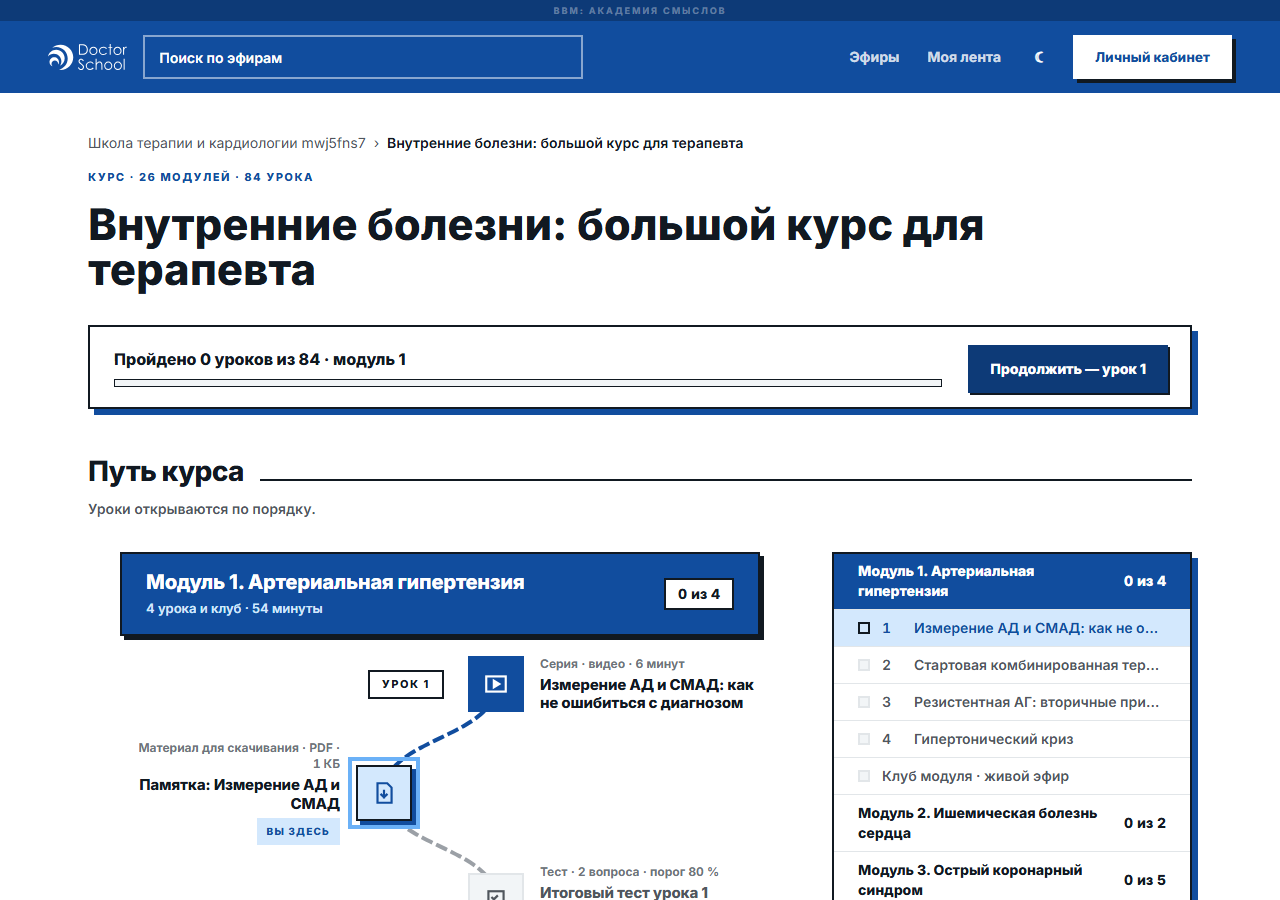 ВВМ: АКАДЕМИЯ СМЫСЛОВ
Doctor
School
Поиск по эфирам
Эфиры
Моя лента
Личный кабинет
Школа терапии и кардиологии mwj5fns7 › Внутренние болезни: большой курс для терапевта
КУРС · 26 МОДУЛЕЙ · 84 УРОКА
Внутренние болезни: большой курс для
терапевта
Пройдено 0 уроков из 84 · модуль 1
Продолжить — урок 1
Путь курса
Уроки открываются по порядку.
Модуль 1. Артериальная гипертензия
4 урока и клуб · 54 минуты
0 из 4
УРОК 1
Серия · видео · 6 минут
Измерение АД и СМАД: как
не ошибиться с диагнозом
Материал для скачивания · PDF ·
1 КБ
Памятка: Измерение АД и
СМАД
ВЫ ЗДЕСЬ
Тест · 2 вопроса · порог 80 %
Итоговый тест урока 1
Модуль 1. Артериальная
гипертензия
0 из 4
1 Измерение АД и СМАД: как не о...
2 Стартовая комбинированная тер...
3 Резистентная АГ: вторичные при...
4 Гипертонический криз
Клуб модуля · живой эфир
Модуль 2. Ишемическая болезнь
сердца
0 из 2
Модуль 3. Острый коронарный
синдром
0 из 5